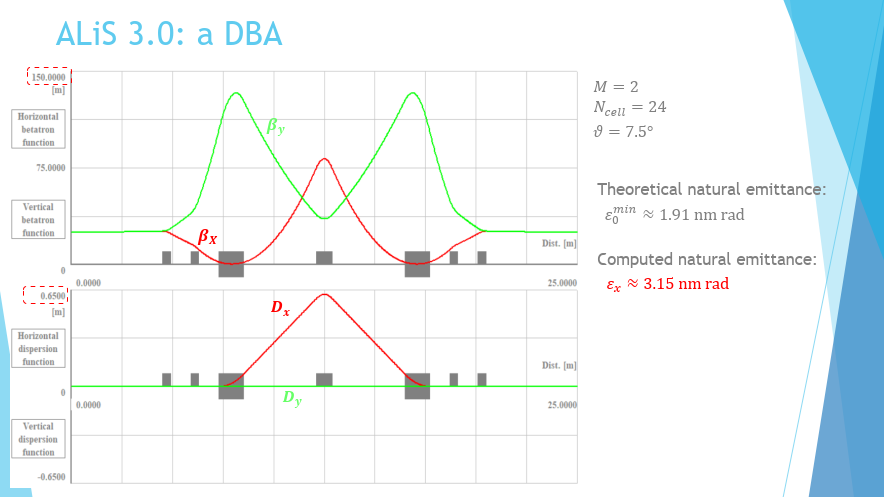 ALiS 3.0: a DBA
150.0000
[m]
Horizontal
betatron
function
75.0000
Vertical
betatron
function
0
β_y
β_X
Dist. [m]
0.0000
25.0000
0.6500
[m]
Horizontal
dispersion
function
0
D_x
D_y
Dist. [m]
0.0000
25.0000
Vertical
dispersion
function
-0.6500
M = 2
N_cell = 24
ϑ = 7.5°
Theoretical natural emittance:
ε_0^min ≈ 1.91 nm rad
Computed natural emittance:
ε_x ≈ 3.15 nm rad